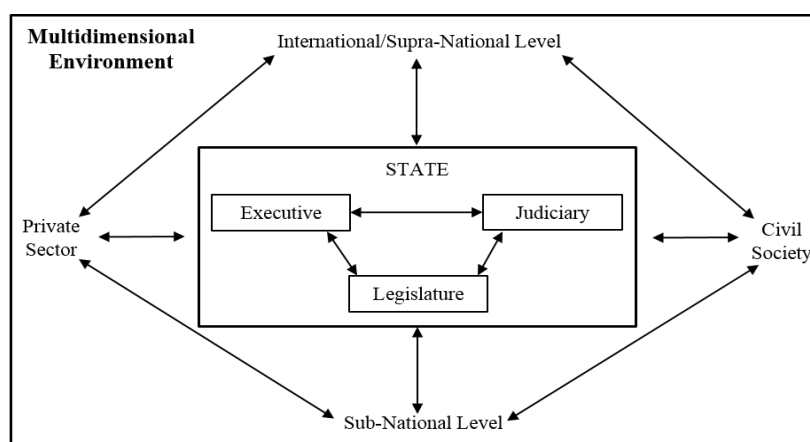 Multidimensional
Environment
International/Supra-National Level
STATE
Executive
Judiciary
Legislature
Private
Sector
Civil
Society
Sub-National Level